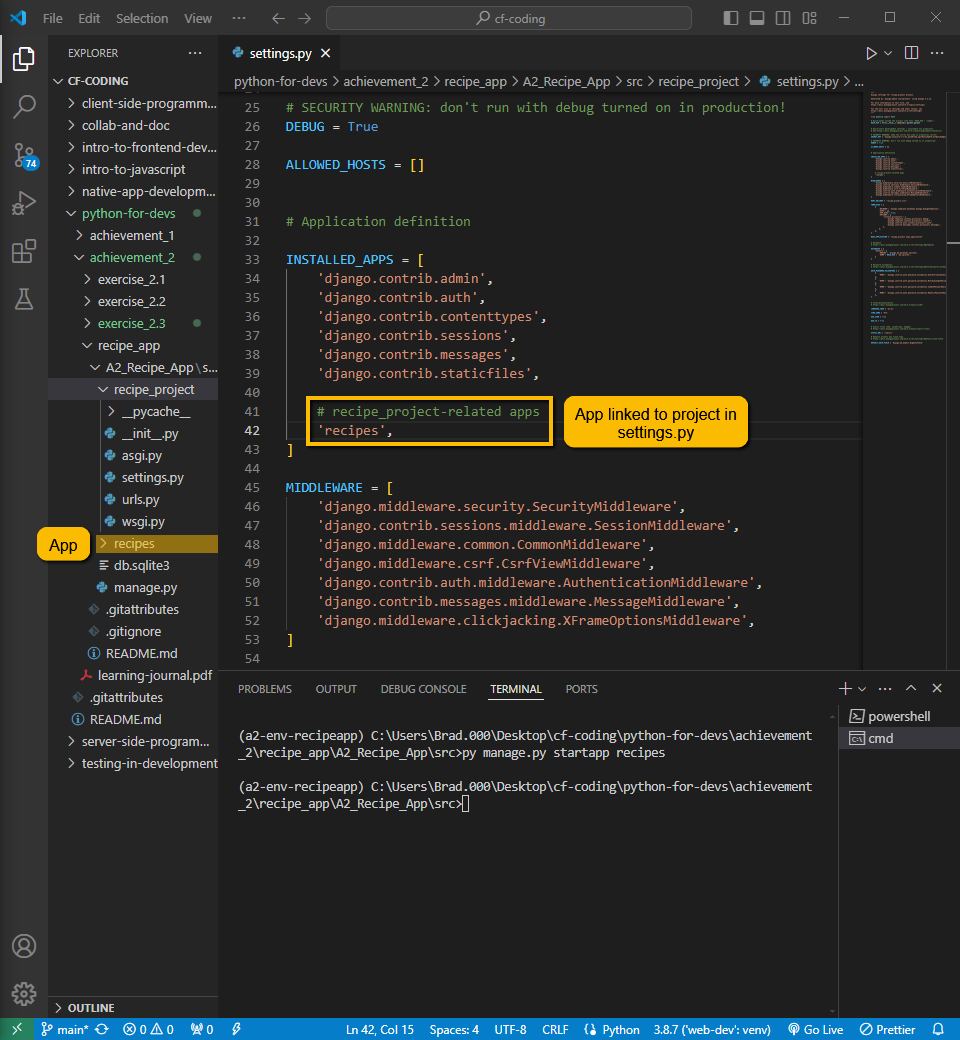 File Edit Selection View ··· cf-coding
EXPLORER ···
CF-CODING
client-side-programm...
collab-and-doc
intro-to-frontend-dev...
intro-to-javascript
native-app-developm...
python-for-devs
achievement_1
achievement_2
exercise_2.1
exercise_2.2
exercise_2.3
recipe_app
A2_Recipe_App\s...
recipe_project
__pycache__
__init__.py
asgi.py
settings.py
urls.py
wsgi.py
App
recipes
db.sqlite3
manage.py
.gitattributes
.gitignore
README.md
learning-journal.pdf
.gitattributes
README.md
server-side-program...
testing-in-development
OUTLINE
74
settings.py
python-for-devs > achievement_2 > recipe_app > A2_Recipe_App > src > recipe_project > settings.py > ...
25 # SECURITY WARNING: don't run with debug turned on in production!
26 DEBUG = True
27
28 ALLOWED_HOSTS = []
29
30
31 # Application definition
32
33 INSTALLED_APPS = [
34 'django.contrib.admin',
35 'django.contrib.auth',
36 'django.contrib.contenttypes',
37 'django.contrib.sessions',
38 'django.contrib.messages',
39 'django.contrib.staticfiles',
40
41 # recipe_project-related apps
42 'recipes',
43 ]
44
45 MIDDLEWARE = [
46 'django.middleware.security.SecurityMiddleware',
47 'django.contrib.sessions.middleware.SessionMiddleware',
48 'django.middleware.common.CommonMiddleware',
49 'django.middleware.csrf.CsrfViewMiddleware',
50 'django.contrib.auth.middleware.AuthenticationMiddleware',
51 'django.contrib.messages.middleware.MessageMiddleware',
52 'django.middleware.clickjacking.XFrameOptionsMiddleware',
53 ]
54
App linked to project in
settings.py
PROBLEMS OUTPUT DEBUG CONSOLE TERMINAL PORTS
(a2-env-recipeapp) C:\Users\Brad.000\Desktop\cf-coding\python-for-devs\achievement
_2\recipe_app\A2_Recipe_App\src>py manage.py startapp recipes
(a2-env-recipeapp) C:\Users\Brad.000\Desktop\cf-coding\python-for-devs\achievement
_2\recipe_app\A2_Recipe_App\src>
powershell
cmd
main* 0 0 0 Ln 42, Col 15 Spaces: 4 UTF-8 CRLF Python 3.8.7 ('web-dev': venv) Go Live Prettier